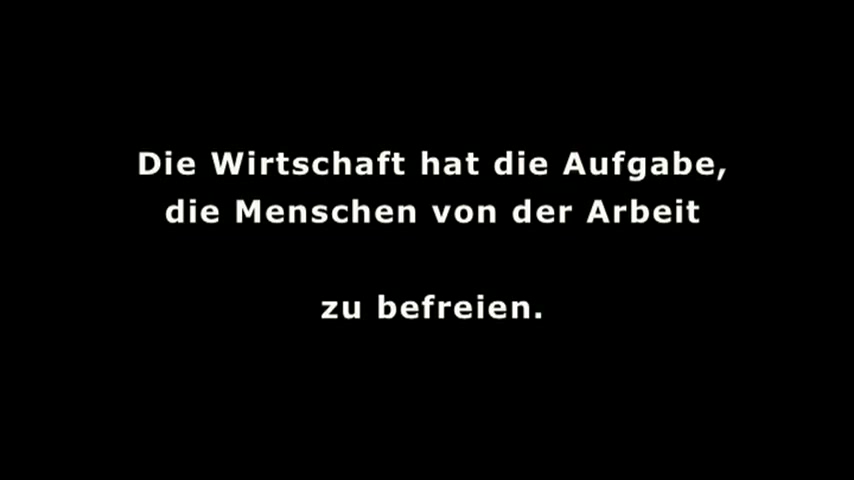 Die Wirtschaft hat die Aufgabe,
die Menschen von der Arbeit
zu befreien.